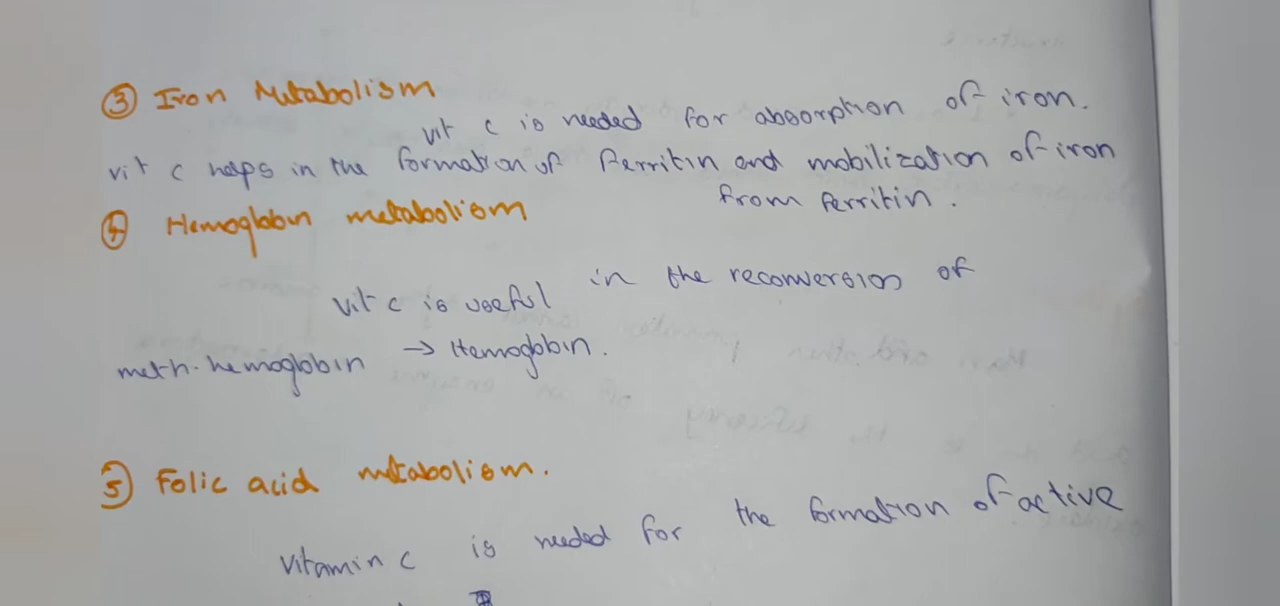 ③ Iron Metabolism
vit c is needed for absorption of iron.
vit c helps in the formation of ferritin and mobilization of iron
from ferritin.
④ Hemoglobin metabolism
vit c is useful in the reconversion of
meth.hemoglobin → Hemoglobin.
⑤ Folic acid metabolism.
vitamin c is needed for the formation of active